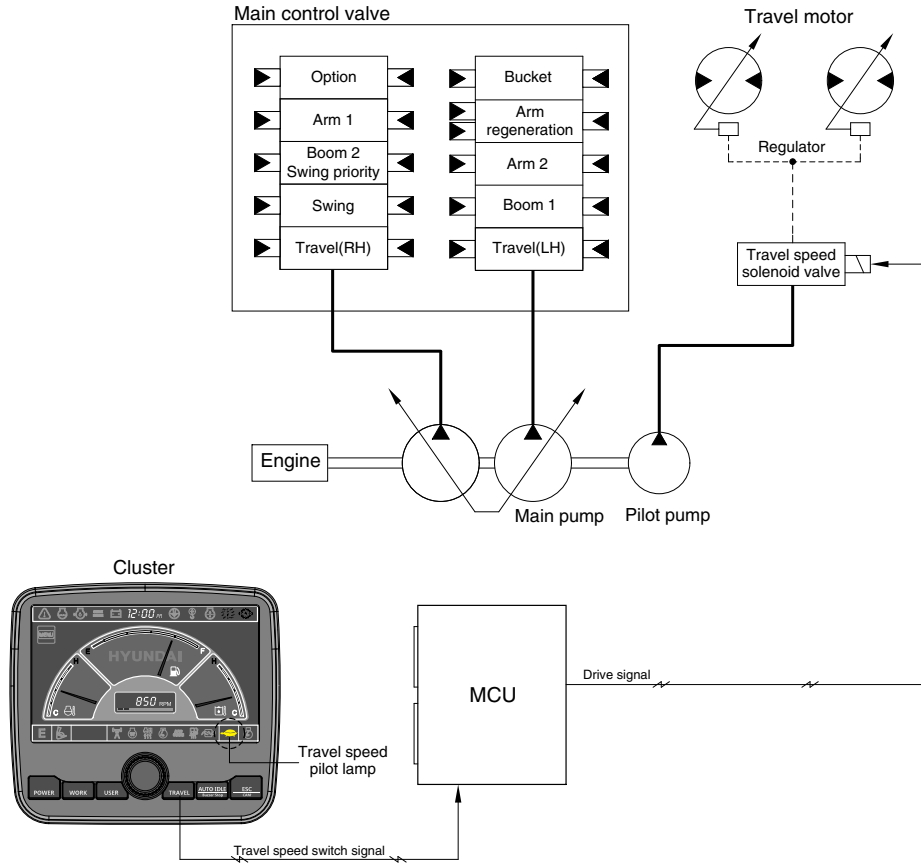 Main control valve
Travel motor
Option
Bucket
Arm 1
Arm
regeneration
Boom 2
Swing priority
Arm 2
Regulator
Swing
Boom 1
Travel(RH)
Travel(LH)
Travel speed
solenoid valve
Engine
Main pump
Pilot pump
Cluster
12:00
E
F
H
HYUNDAI
H
850 RPM
C
C
E
MCU
Drive signal
Travel speed
pilot lamp
POWER
WORK
USER
TRAVEL
AUTO IDLE
ESC
CAM
Travel speed switch signal